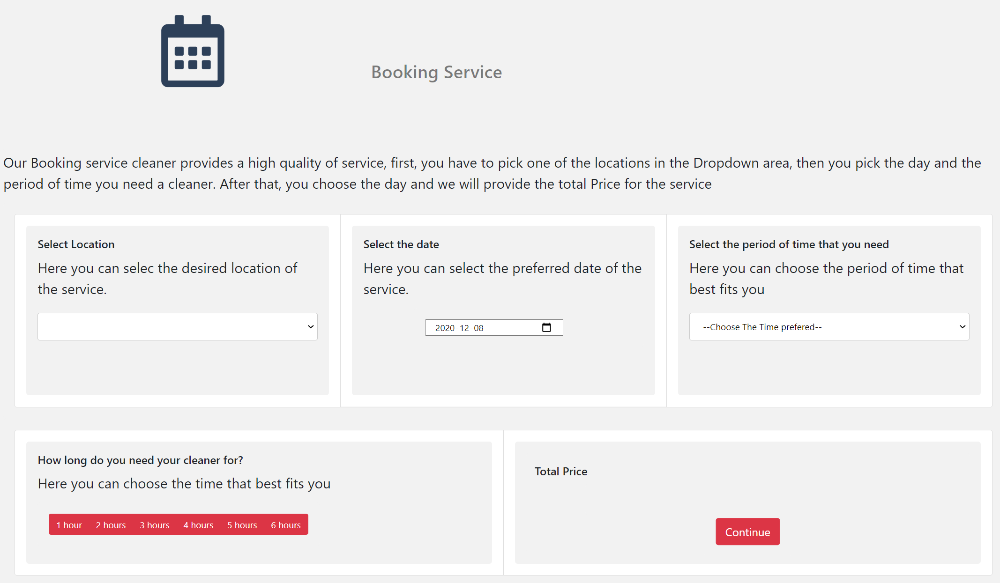 Booking Service
Our Booking service cleaner provides a high quality of service, first, you have to pick one of the locations in the Dropdown area, then you pick the day and the
period of time you need a cleaner. After that, you choose the day and we will provide the total Price for the service
Select Location
Here you can selec the desired location of
the service.
Select the date
Here you can select the preferred date of the
service.
2020-12-08
Select the period of time that you need
Here you can choose the period of time that
best fits you
--Choose The Time prefered--
How long do you need your cleaner for?
Here you can choose the time that best fits you
1 hour 2 hours 3 hours 4 hours 5 hours 6 hours
Total Price
Continue